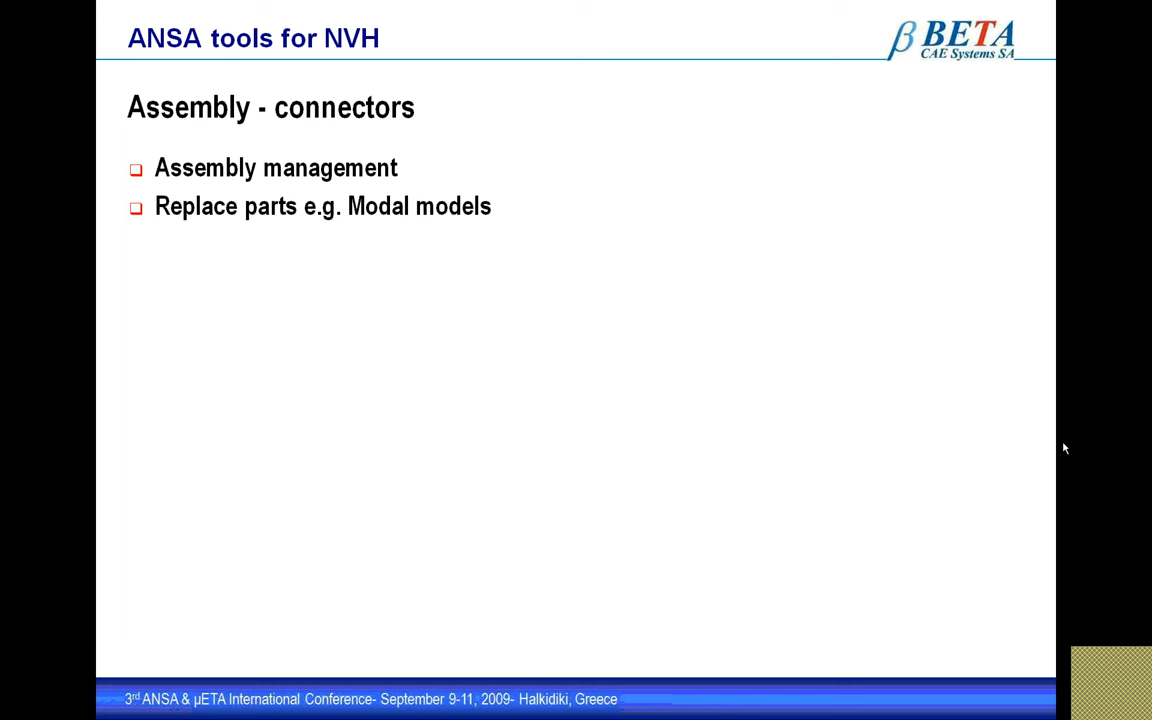 ANSA tools for NVH
β BETA
CAE Systems SA
Assembly - connectors
Assembly management
Replace parts e.g. Modal models
3rd ANSA & μETA International Conference- September 9-11, 2009- Halkidiki, Greece